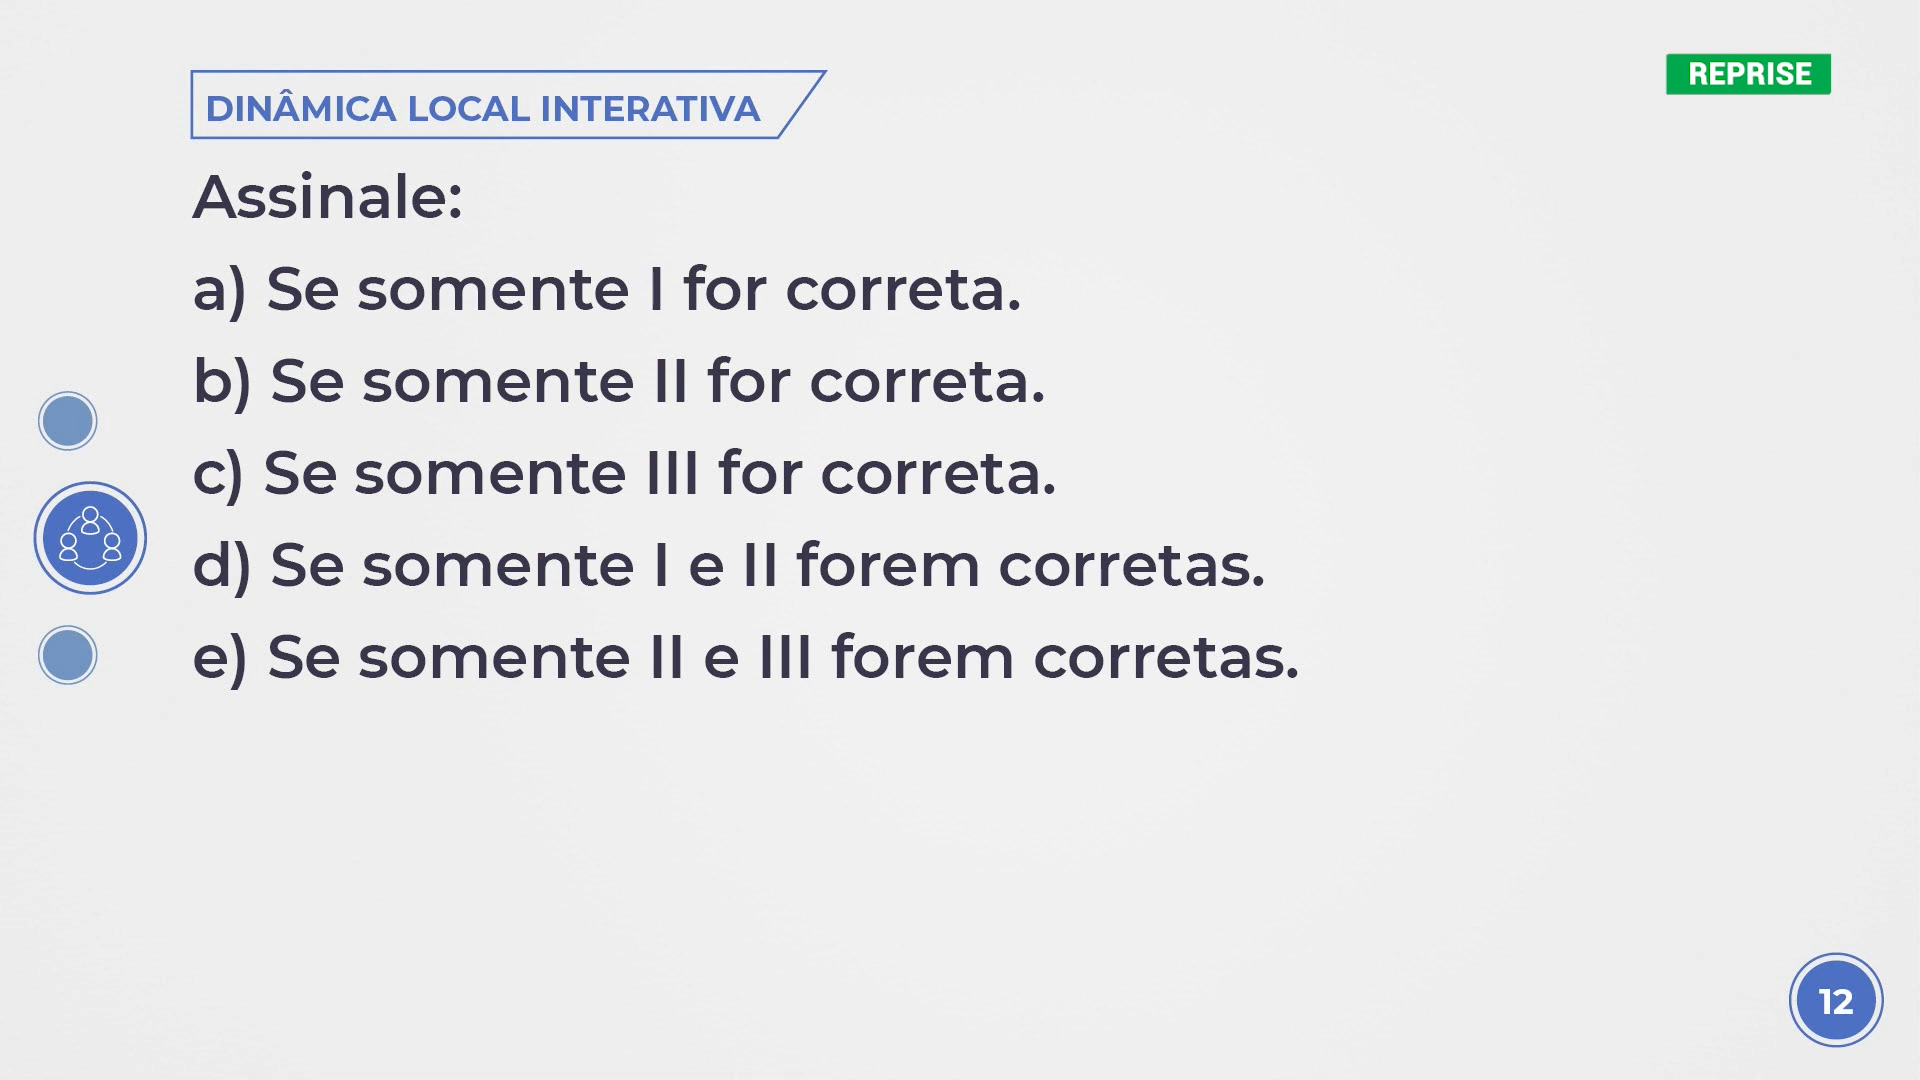 DINÂMICA LOCAL INTERATIVA
REPRISE
Assinale:
a) Se somente I for correta.
b) Se somente II for correta.
c) Se somente III for correta.
d) Se somente I e II forem corretas.
e) Se somente II e III forem corretas.
12